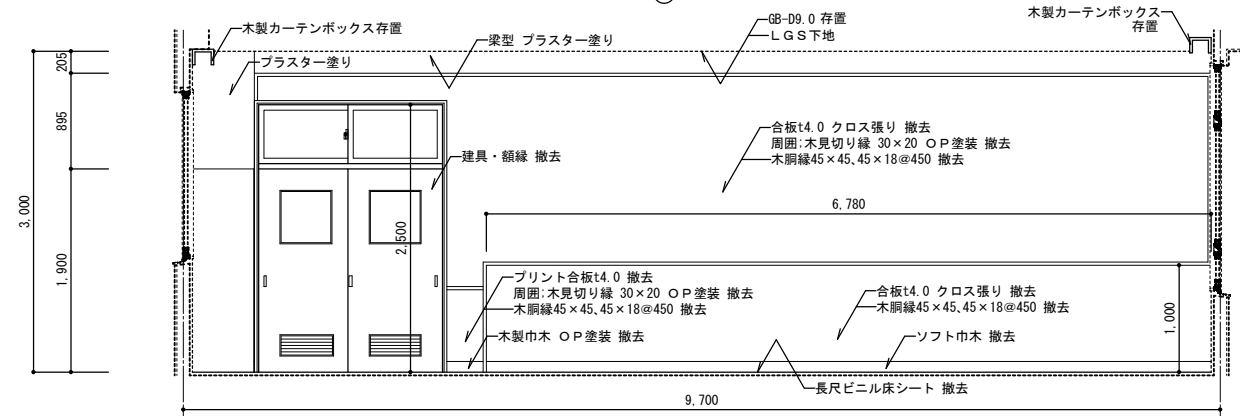 木製カーテンボックス存置
プラスター塗り
梁型 プラスター塗り
GB-D9.0 存置
LGS下地
木製カーテンボックス
存置
205
895
1,900
3,000
建具・額縁 撤去
2,500
合板t4.0 クロス張り 撤去
周囲:木見切り縁 30×20 OP塗装 撤去
木胴縁45×45、45×18@450 撤去
6,780
プリント合板t4.0 撤去
周囲:木見切り縁 30×20 OP塗装 撤去
木胴縁45×45、45×18@450 撤去
木製巾木 OP塗装 撤去
合板t4.0 クロス張り 撤去
木胴縁45×45、45×18@450 撤去
ソフト巾木 撤去
1,000
長尺ビニル床シート 撤去
9,700